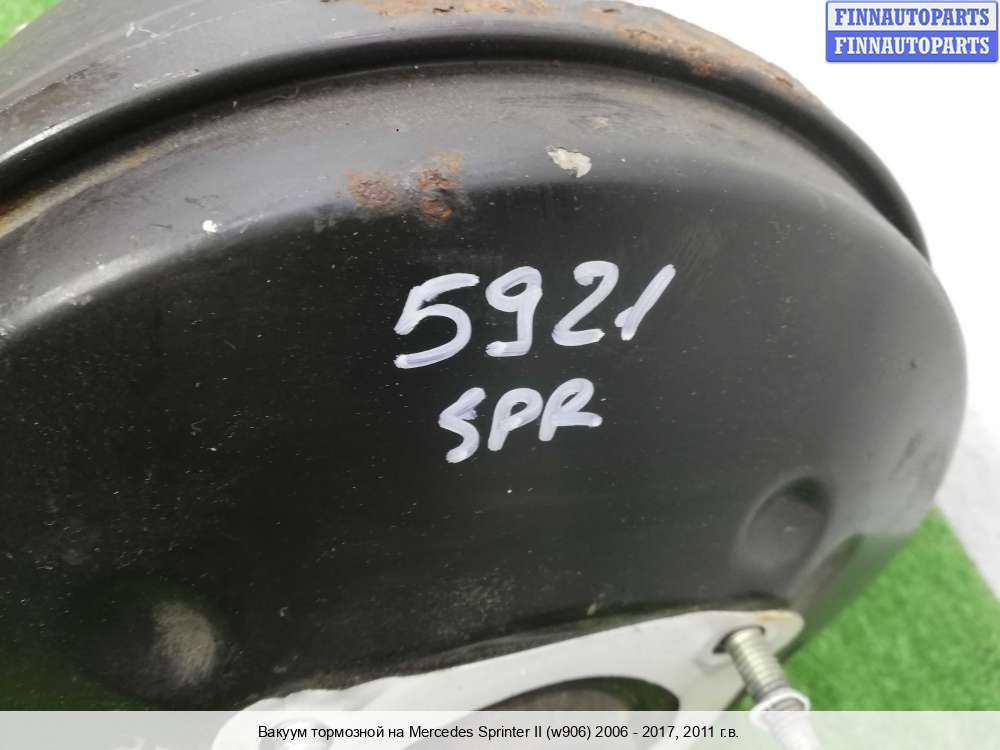 FINNAUTOPARTS
FINNAUTOPARTS
5921
SPR
Вакуум тормозной на Mercedes Sprinter II (w906) 2006 - 2017, 2011 г.в.